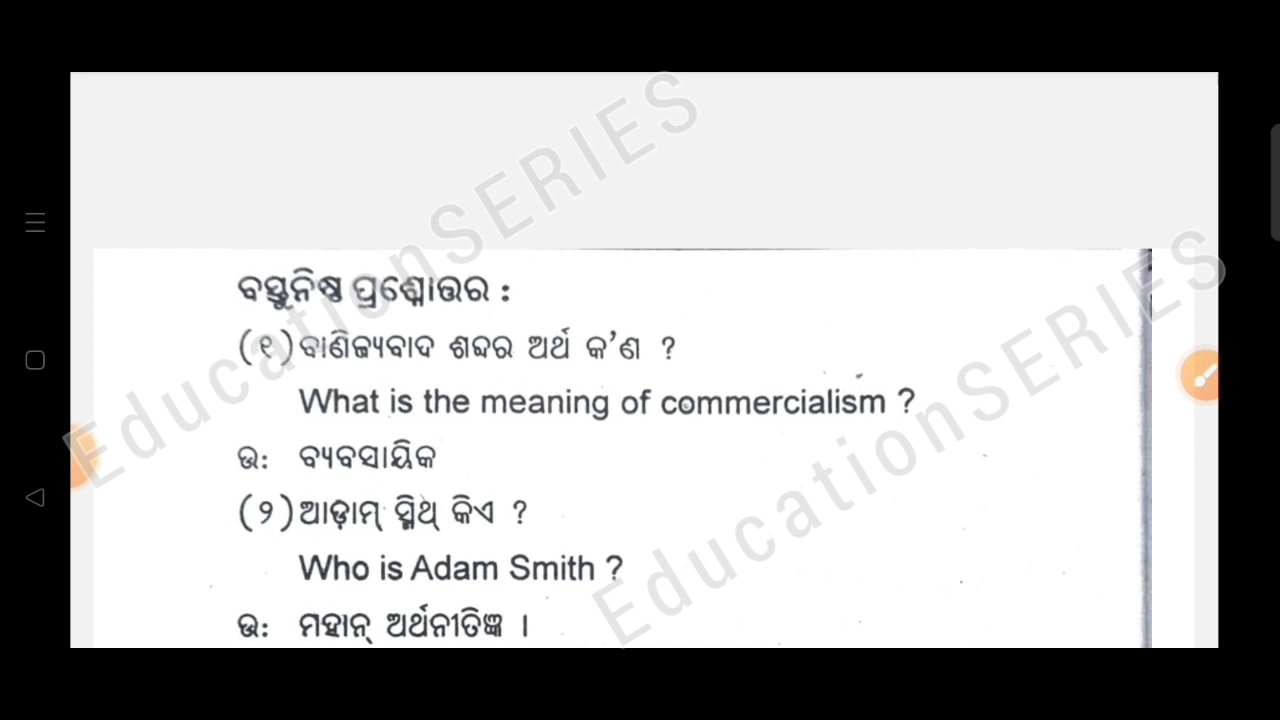 ବସ୍ତୁନିଷ୍ଠ ପ୍ରଶ୍ନୋତ୍ତର :
(୧) ବାଣିଜ୍ୟବାଦ ଶବ୍ଦର ଅର୍ଥ କ'ଣ ?
What is the meaning of commercialism ?
ଉ: ବ୍ୟବସାୟିକ
(୨) ଆଡ଼ାମ୍ ସ୍ମିଥ୍ କିଏ ?
Who is Adam Smith ?
ଉ: ମହାନ୍ ଅର୍ଥନୀତିଜ୍ଞ ।
EducationSERIES
EducationSERIES